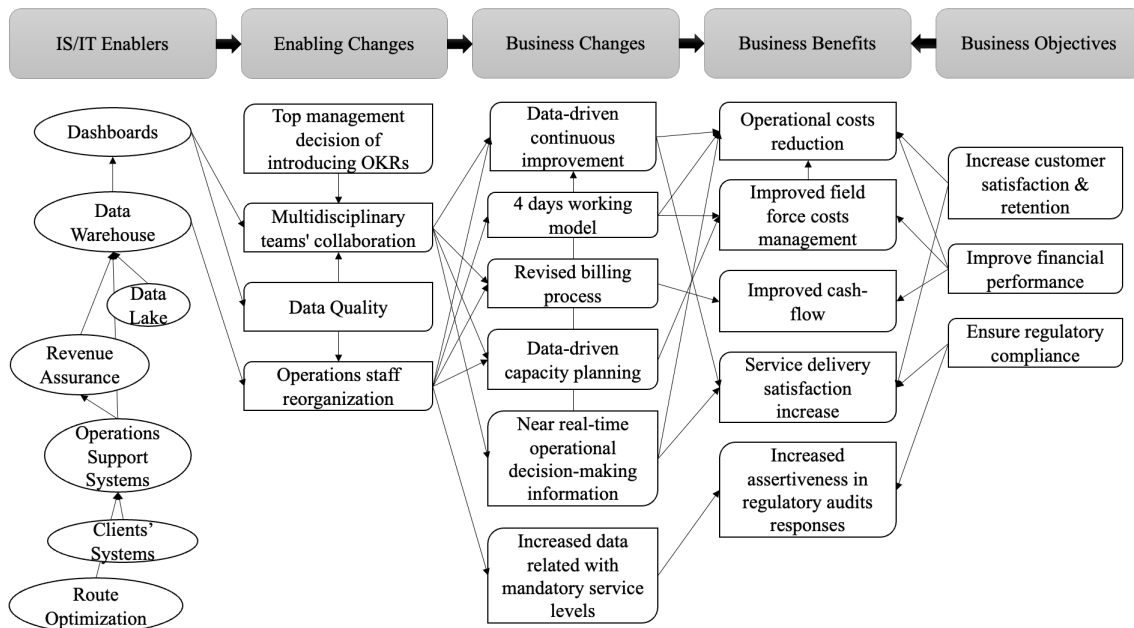 IS/IT Enablers
Enabling Changes
Business Changes
Business Benefits
Business Objectives
Dashboards
Data
Warehouse
Data
Lake
Revenue
Assurance
Operations
Support
Systems
Clients’
Systems
Route
Optimization
Top management
decision of
introducing OKRs
Multidisciplinary
teams' collaboration
Data Quality
Operations staff
reorganization
Data-driven
continuous
improvement
4 days working
model
Revised billing
process
Data-driven
capacity planning
Near real-time
operational
decision-making
information
Increased data
related with
mandatory service
levels
Operational costs
reduction
Improved field
force costs
management
Improved cash-
flow
Service delivery
satisfaction
increase
Increased
assertiveness in
regulatory audits
responses
Increase customer
satisfaction &
retention
Improve financial
performance
Ensure regulatory
compliance